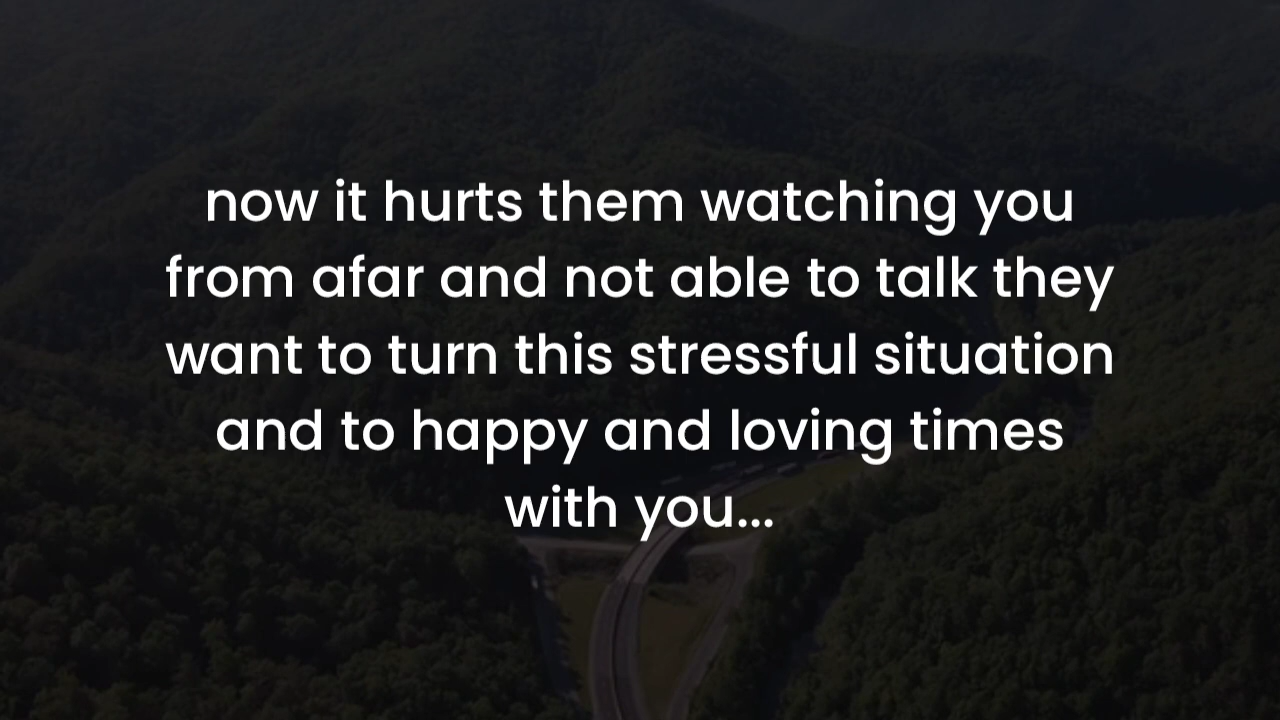 now it hurts them watching you
from afar and not able to talk they
want to turn this stressful situation
and to happy and loving times
with you...